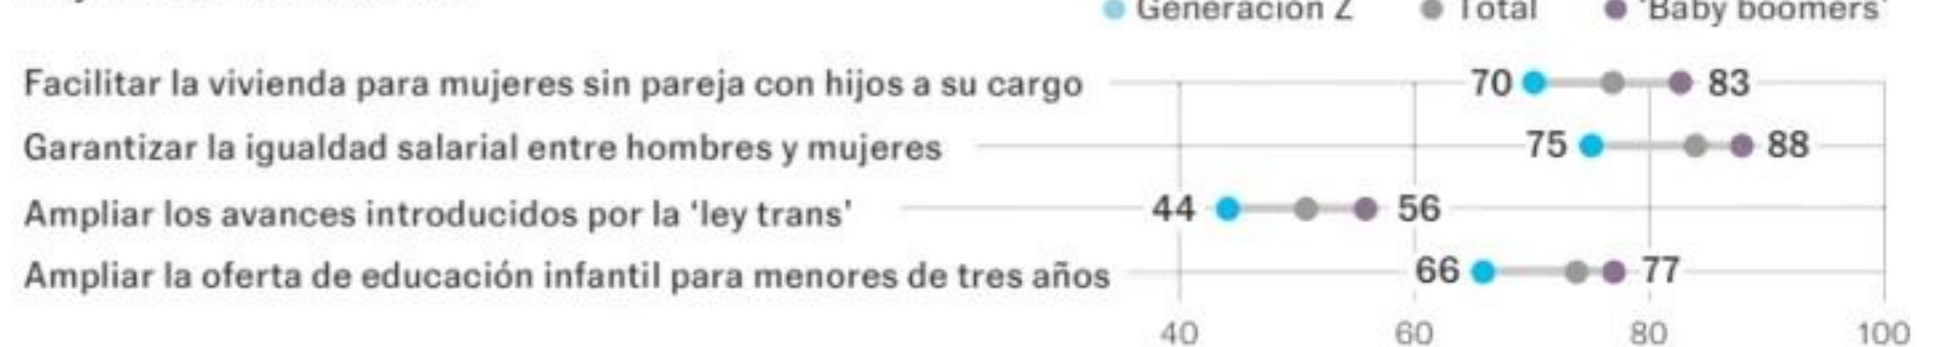 Generación Z Total 'Baby boomers'
Facilitar la vivienda para mujeres sin pareja con hijos a su cargo 70 83
Garantizar la igualdad salarial entre hombres y mujeres 75 88
Ampliar los avances introducidos por la 'ley trans' 44 56
Ampliar la oferta de educación infantil para menores de tres años 66 77
40 60 80 100